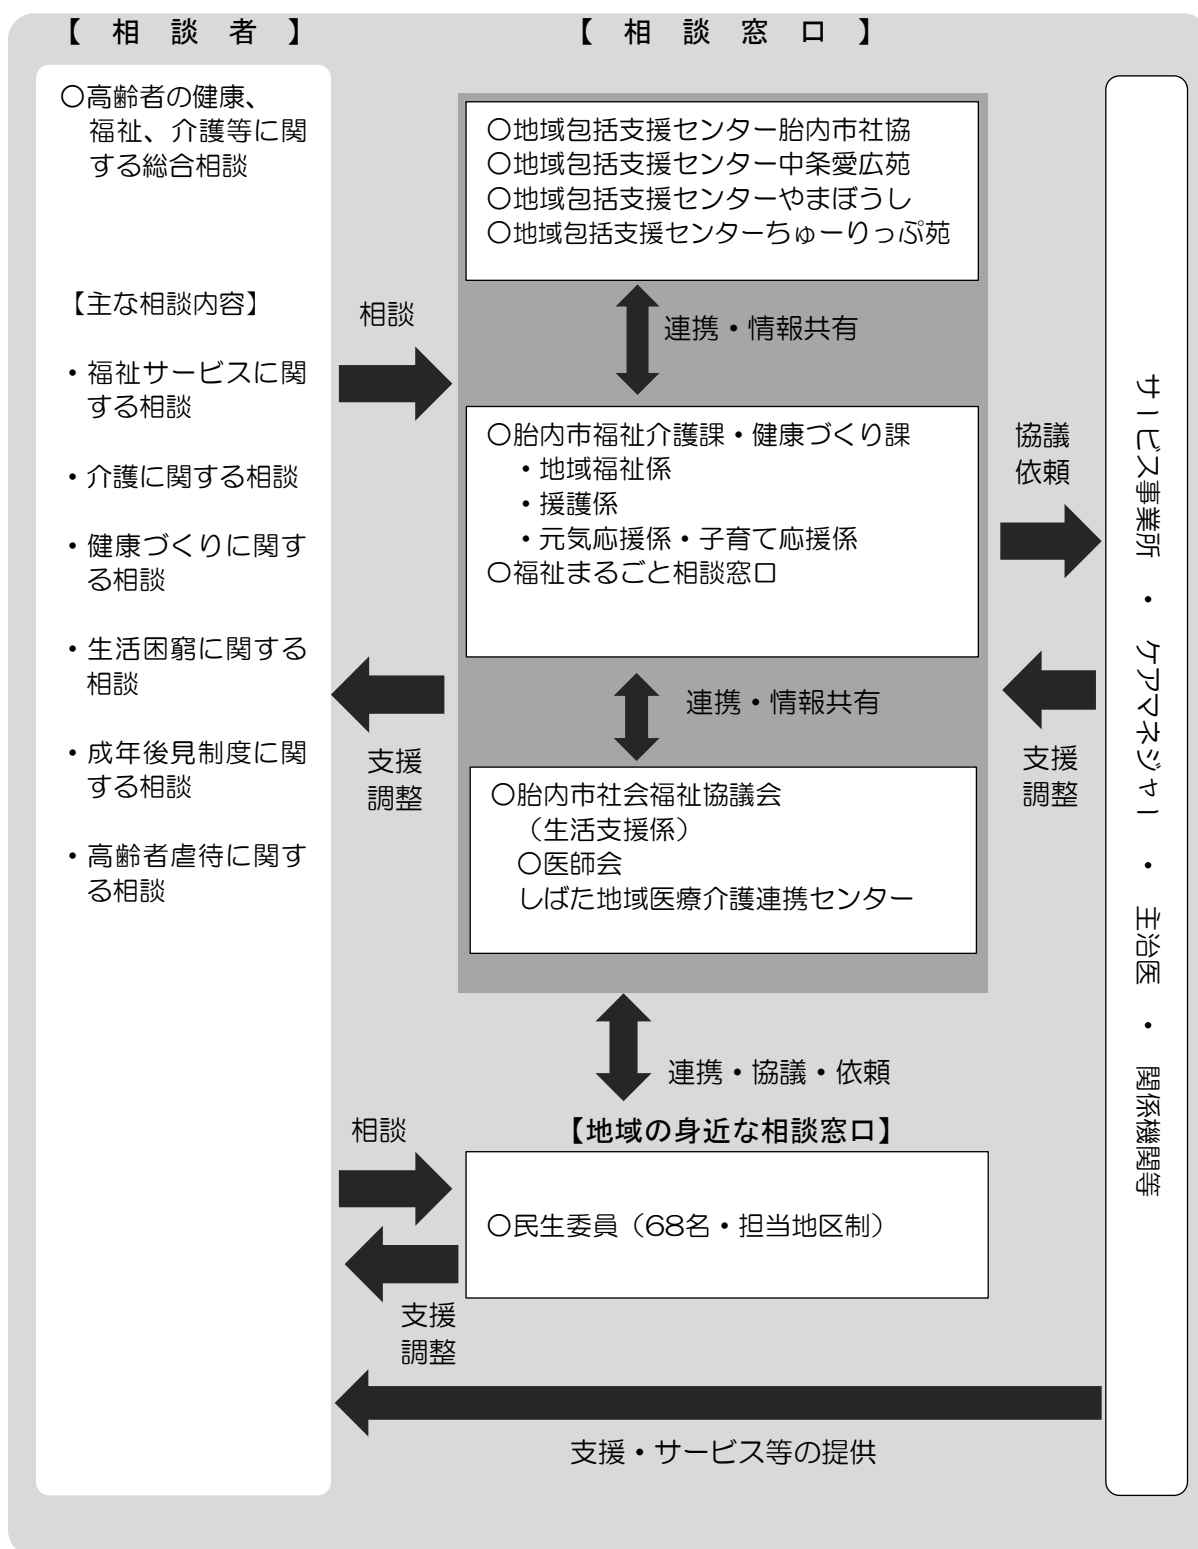 【 相 談 者 】
○高齢者の健康、
福祉、介護等に関
する総合相談
【主な相談内容】
・福祉サービスに関
する相談
・介護に関する相談
・健康づくりに関す
る相談
・生活困窮に関する
相談
・成年後見制度に関
する相談
・高齢者虐待に関す
る相談
相談
支援
調整
相談
支援
調整
【 相 談 窓 口 】
○地域包括支援センター胎内市社協
○地域包括支援センター中条愛広苑
○地域包括支援センターやまぼうし
○地域包括支援センターちゅーりっぷ苑
連携・情報共有
○胎内市福祉介護課・健康づくり課
・地域福祉係
・援護係
・元気応援係・子育て応援係
○福祉まるごと相談窓口
連携・情報共有
○胎内市社会福祉協議会
（生活支援係）
○医師会
しばた地域医療介護連携センター
連携・協議・依頼
【地域の身近な相談窓口】
○民生委員（68名・担当地区制）
協議
依頼
支援
調整
サービス事業所 ・ ケアマネジャー ・ 主治医 ・ 関係機関等
支援・サービス等の提供